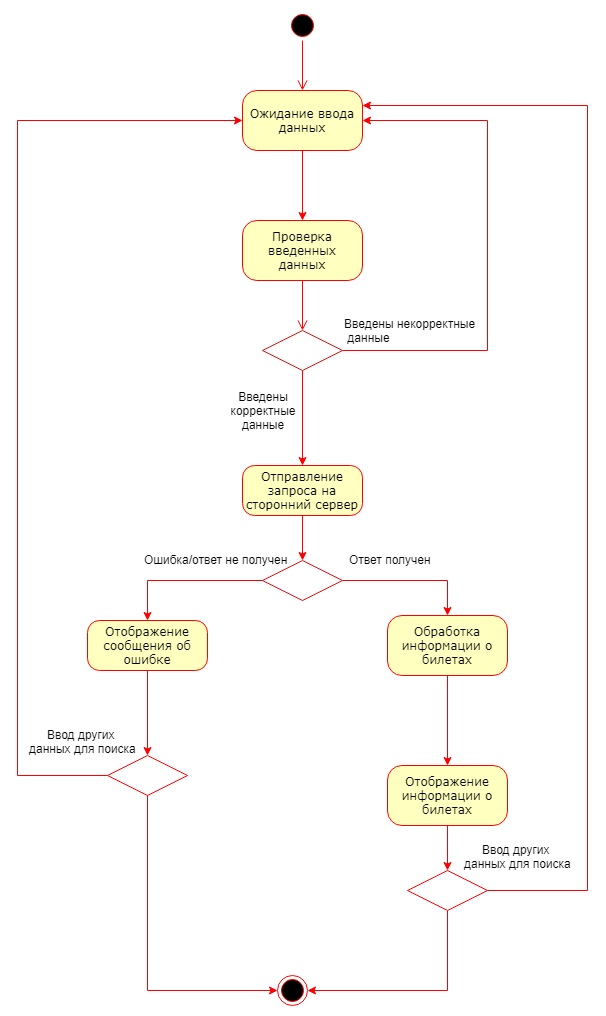 Ожидание ввода
данных
Проверка
введенных
данных
Введены некорректные
данные
Введены
корректные
данные
Отправление
запроса на
сторонний сервер
Ошибка/ответ не получен
Ответ получен
Отображение
сообщения об
ошибке
Обработка
информации о
билетах
Ввод других
данных для поиска
Отображение
информации о
билетах
Ввод других
данных для поиска